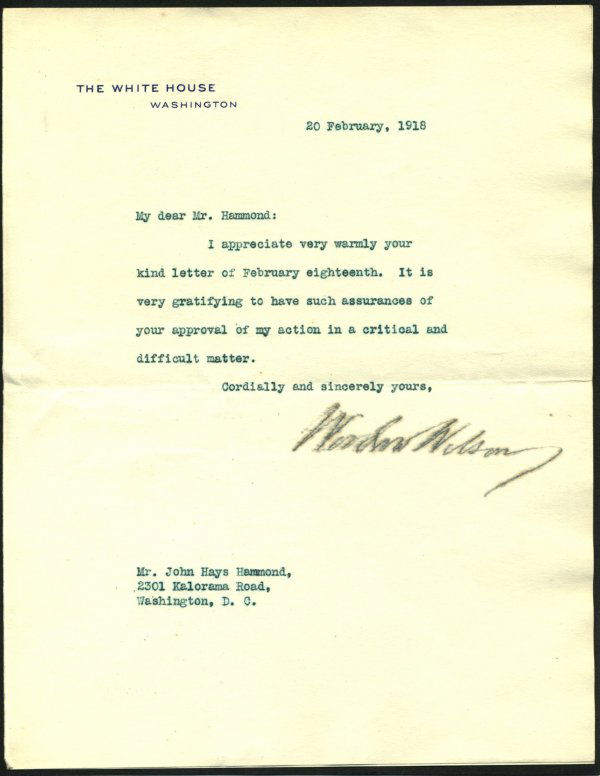 THE WHITE HOUSE
WASHINGTON
20 February, 1918
My dear Mr. Hammond:
I appreciate very warmly your
kind letter of February eighteenth. It is
very gratifying to have such assurances of
your approval of my action in a critical and
difficult matter.
Cordially and sincerely yours,
Woodrow Wilson
Mr. John Hays Hammond,
2301 Kalorama Road,
Washington, D. C.